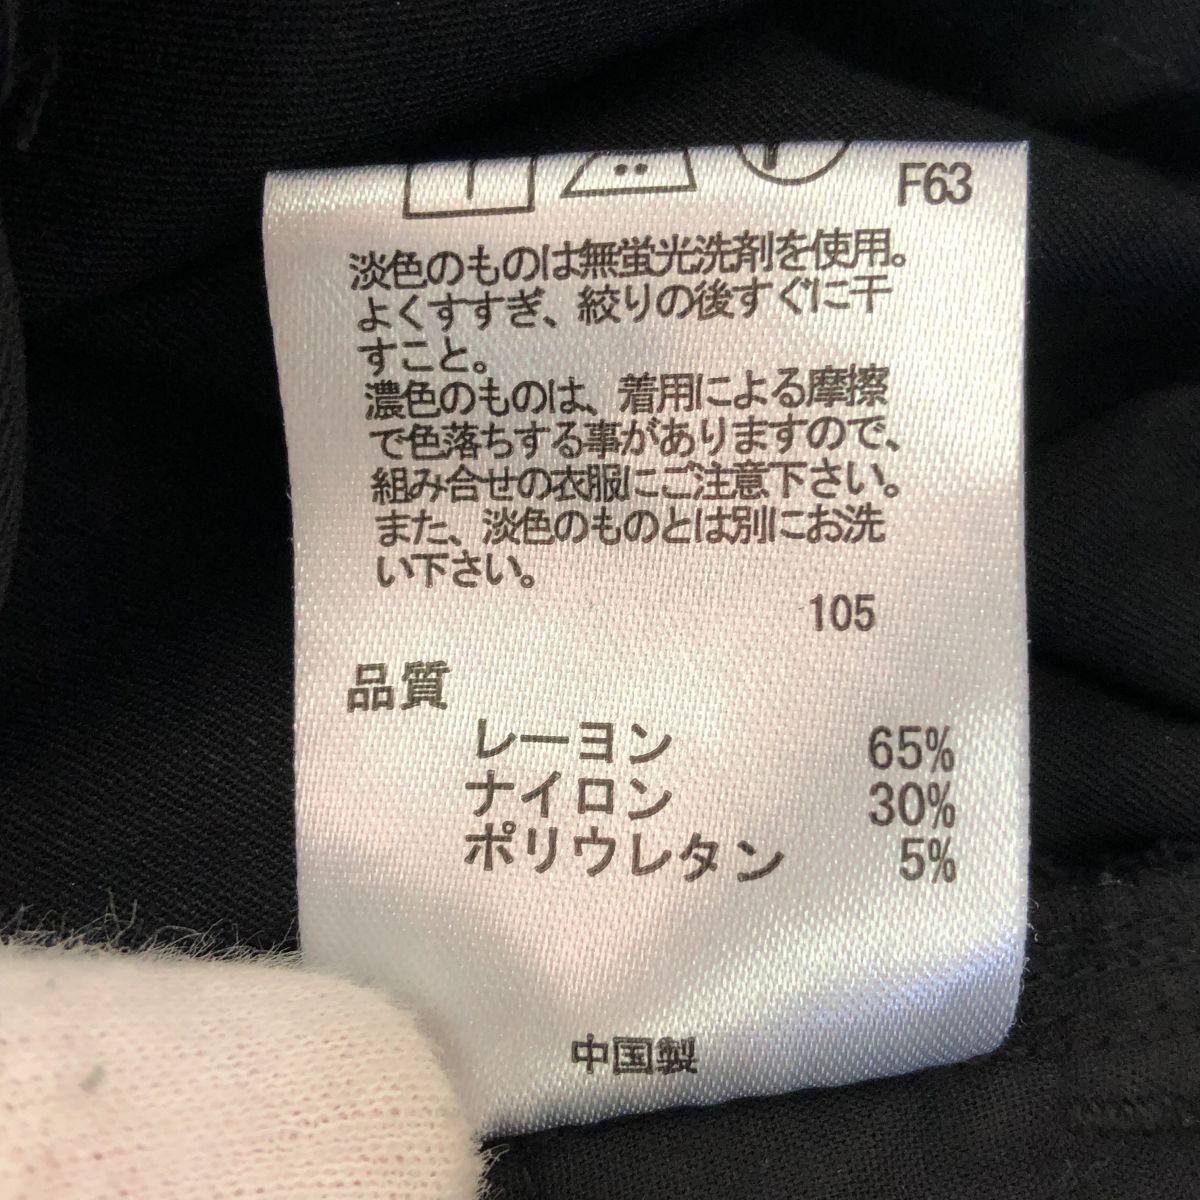 F63
淡色のものは無蛍光洗剤を使用。
よくすすぎ、絞りの後すぐに干
すこと。
濃色のものは、着用による摩擦
で色落ちする事がありますので、
組み合せの衣服にご注意下さい。
また、淡色のものとは別にお洗
い下さい。
105
品質
レーヨン 65%
ナイロン 30%
ポリウレタン 5%
中国製